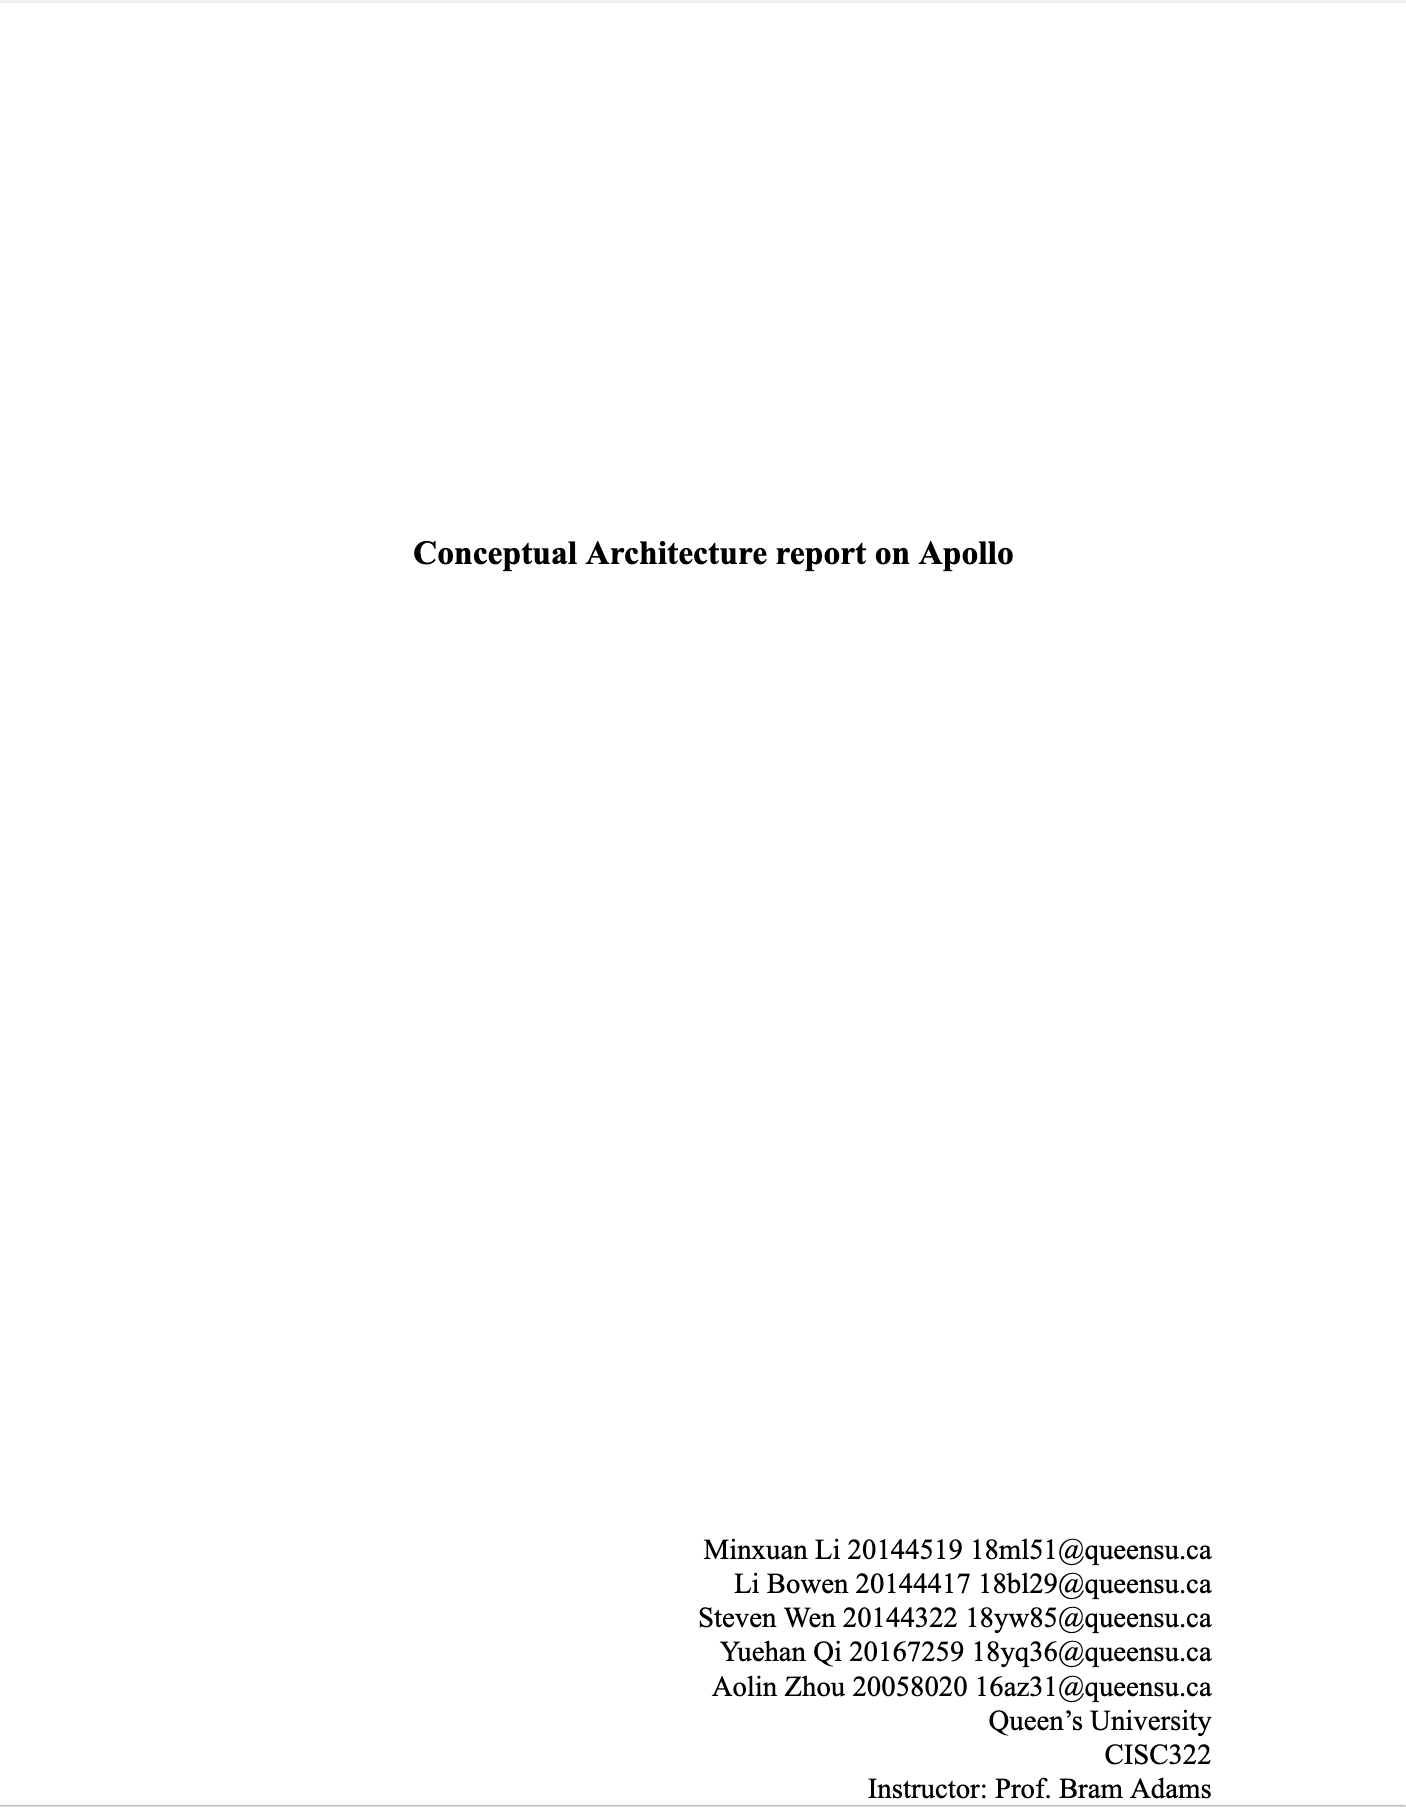 Conceptual Architecture report on Apollo
Minxuan Li 20144519 18ml51@queensu.ca
Li Bowen 20144417 18bl29@queensu.ca
Steven Wen 20144322 18yw85@queensu.ca
Yuehan Qi 20167259 18yq36@queensu.ca
Aolin Zhou 20058020 16az31@queensu.ca
Queen’s University
CISC322
Instructor: Prof. Bram Adams